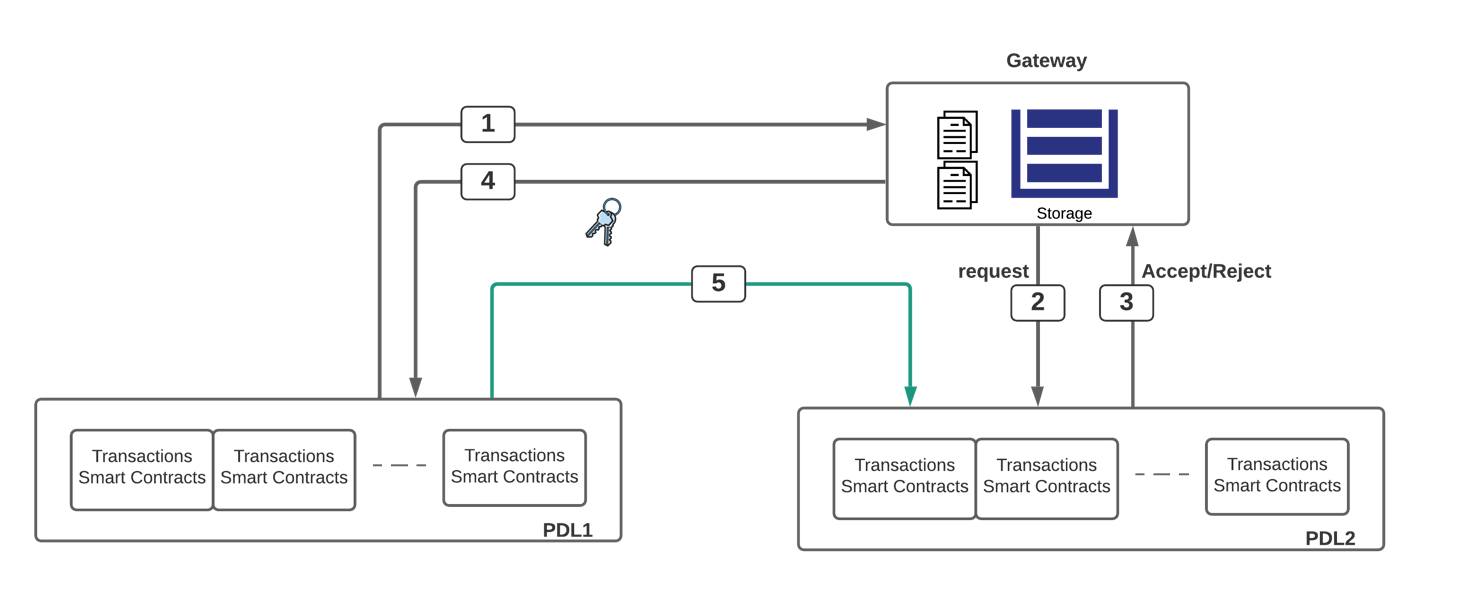 Gateway
1
4
Storage
request
Accept/Reject
5
2
3
Transactions
Smart Contracts
Transactions
Smart Contracts
Transactions
Smart Contracts
PDL1
Transactions
Smart Contracts
Transactions
Smart Contracts
Transactions
Smart Contracts
PDL2